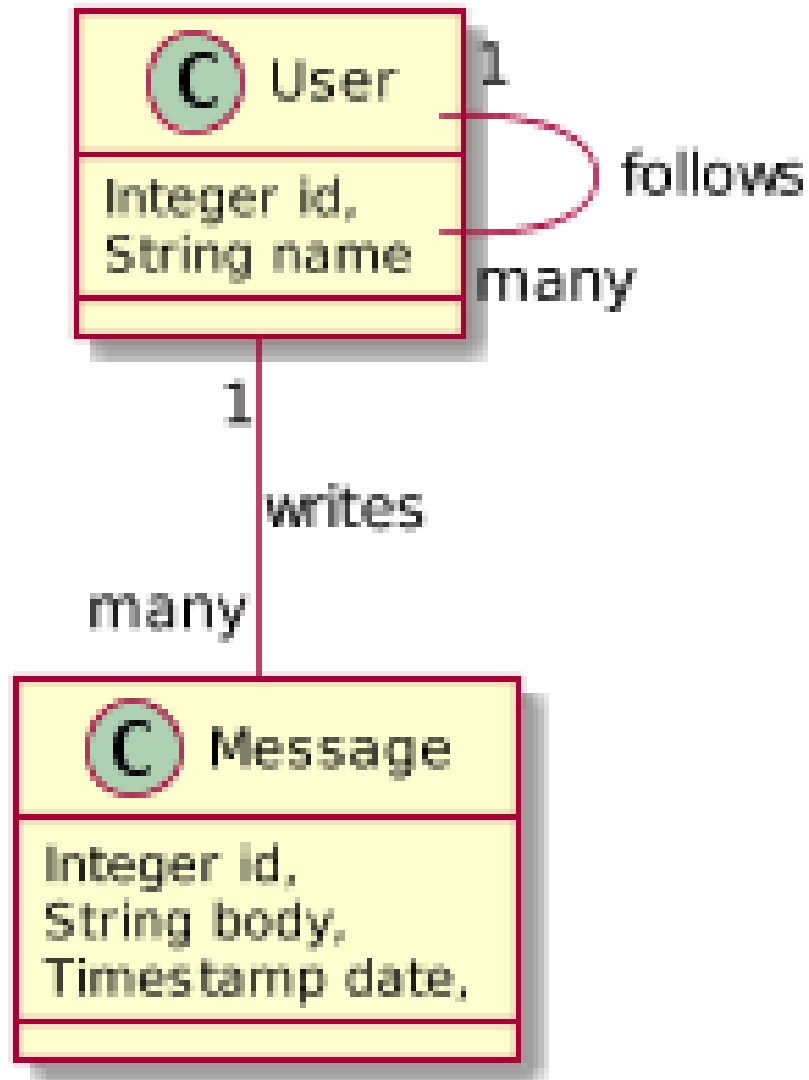 C User
1
follows
Integer id,
String name
many
1
writes
many
C Message
Integer id,
String body,
Timestamp date,